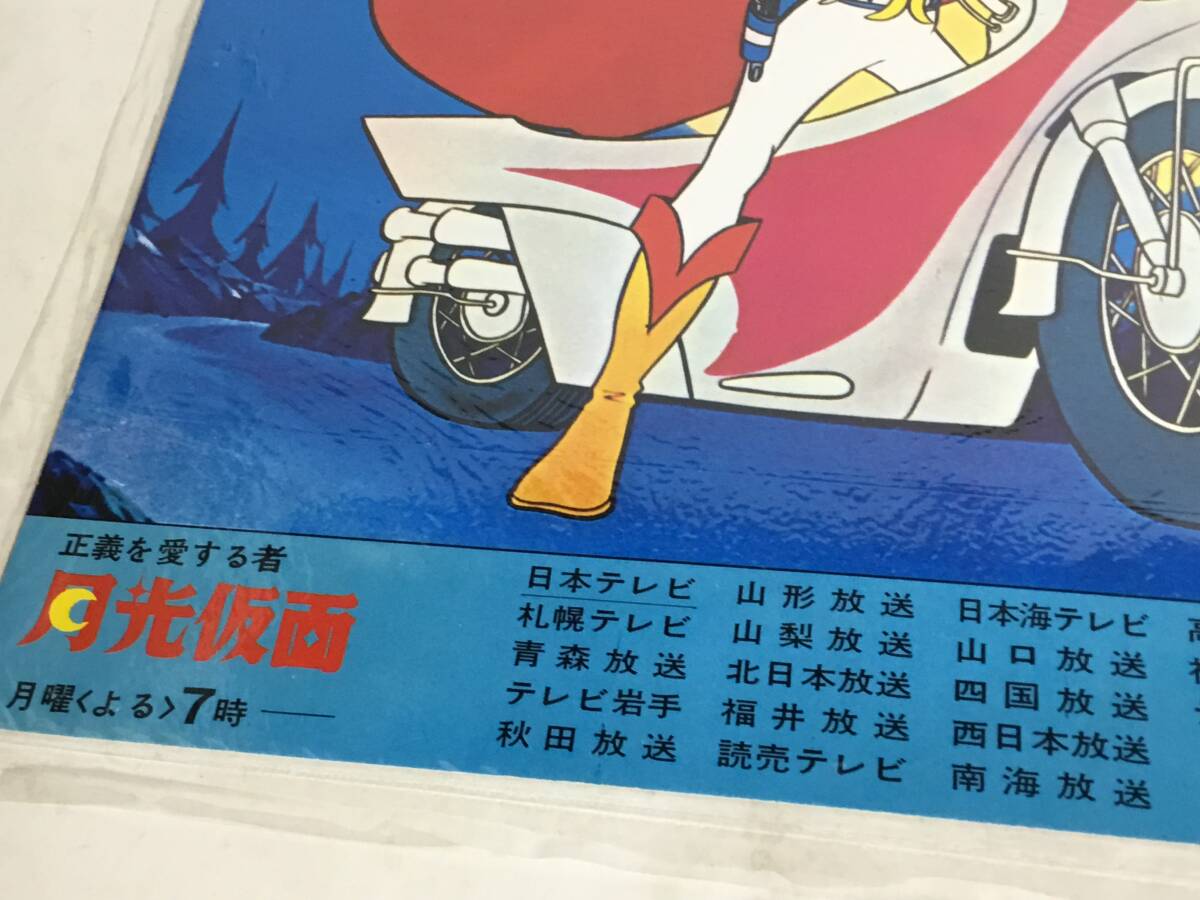 正義を愛する者
月光仮面
月曜〈よる〉7時――
日本テレビ
札幌テレビ
青森放送
テレビ岩手
秋田放送
山形放送
山梨放送
北日本放送
福井放送
読売テレビ
日本海テレビ
山口放送
四国放送
西日本放送
南海放送